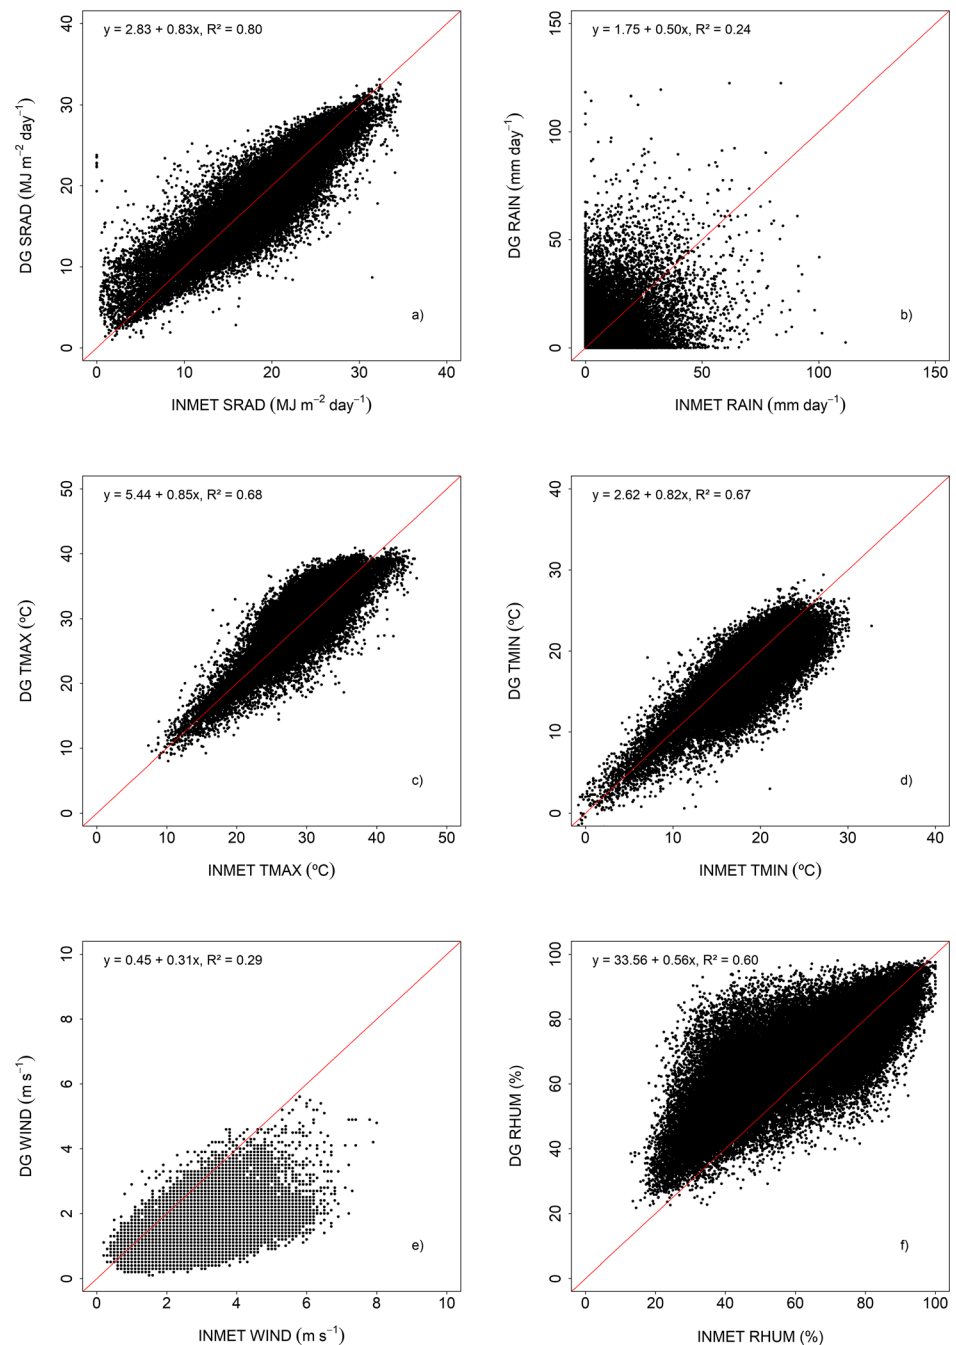 y = 2.83 + 0.83x, R² = 0.80
40
30
20
10
0
DG SRAD (MJ m⁻² day⁻¹)
a)
0 10 20 30 40
INMET SRAD (MJ m⁻² day⁻¹)
y = 1.75 + 0.50x, R² = 0.24
150
100
50
0
DG RAIN (mm day⁻¹)
b)
0 50 100 150
INMET RAIN (mm day⁻¹)
y = 5.44 + 0.85x, R² = 0.68
50
40
30
20
10
0
DG TMAX (ºC)
c)
0 10 20 30 40 50
INMET TMAX (ºC)
y = 2.62 + 0.82x, R² = 0.67
40
30
20
10
0
DG TMIN (ºC)
d)
0 10 20 30 40
INMET TMIN (ºC)
y = 0.45 + 0.31x, R² = 0.29
10
8
6
4
2
0
DG WIND (m s⁻¹)
e)
0 2 4 6 8 10
INMET WIND (m s⁻¹)
y = 33.56 + 0.56x, R² = 0.60
100
80
60
40
20
0
DG RHUM (%)
f)
0 20 40 60 80 100
INMET RHUM (%)